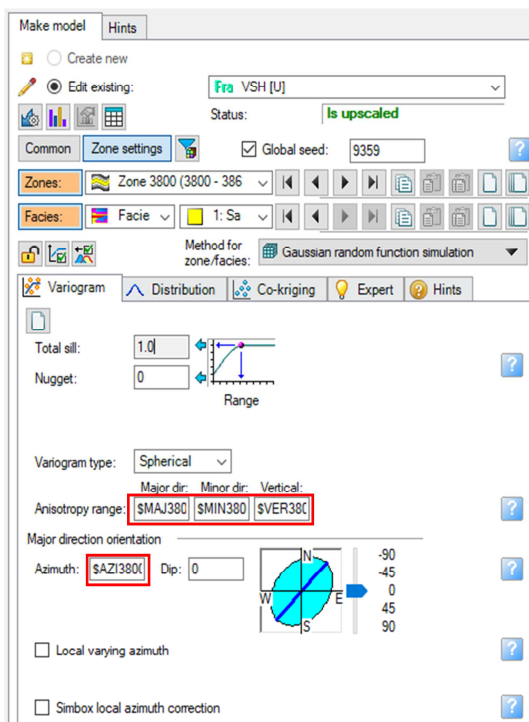 Make model Hints
Create new
Edit existing: Fra VSH [U]
Status: Is upscaled
Common Zone settings Global seed: 9359 ?
Zones: Zone 3800 (3800 - 386
Facies: Facie 1: Sa
Method for
zone/facies: Gaussian random function simulation
Variogram Distribution Co-kriging Expert Hints
Total sill: 1.0 ?
Nugget: 0
Range
Variogram type: Spherical
Major dir: Minor dir: Vertical:
Anisotropy range: $MAJ380 $MIN380 $VER380 ?
Major direction orientation
Azimuth: $AZI3800 Dip: 0 ?
N -90
-45
W E 0
45
S 90
Local varying azimuth ?
Simbox local azimuth correction ?